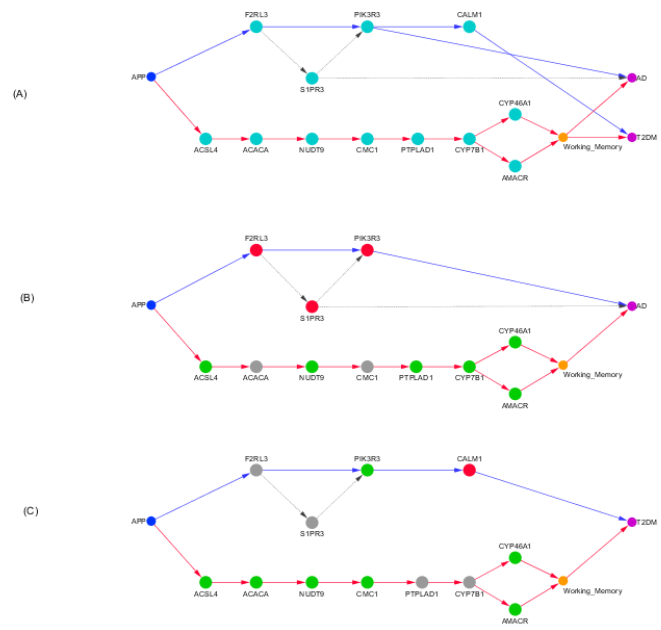 F2RL3 PIK3R3 CALM1
APP S1PR3 AD
(A)
CYP46A1
ACSL4 ACACA NUDT9 CMC1 PTPLAD1 CYP7B1 Working_Memory T2DM
AMACR
F2RL3 PIK3R3
(B)
APP S1PR3 AD
CYP46A1
ACSL4 ACACA NUDT9 CMC1 PTPLAD1 CYP7B1 Working_Memory
AMACR
F2RL3 PIK3R3 CALM1
(C)
APP S1PR3 T2DM
CYP46A1
ACSL4 ACACA NUDT9 CMC1 PTPLAD1 CYP7B1 Working_Memory
AMACR